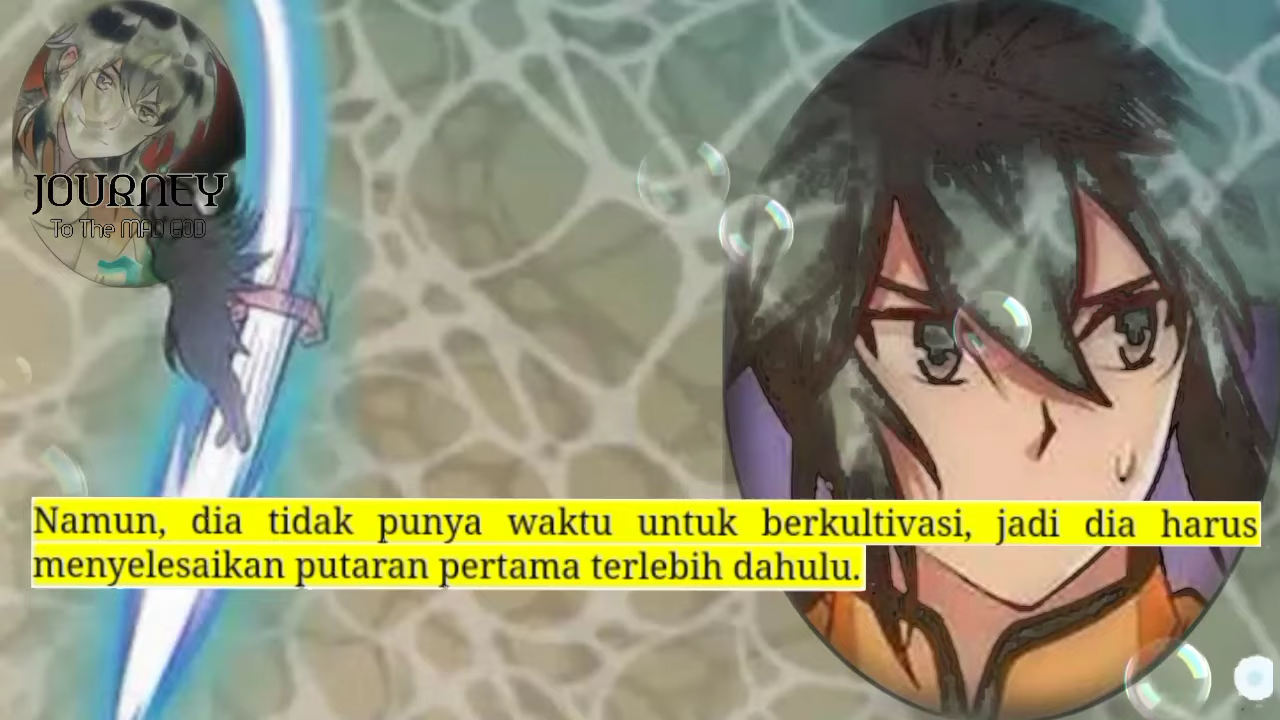 JOURNEY
To The MAD GOD
Namun, dia tidak punya waktu untuk berkultivasi, jadi dia harus
menyelesaikan putaran pertama terlebih dahulu.